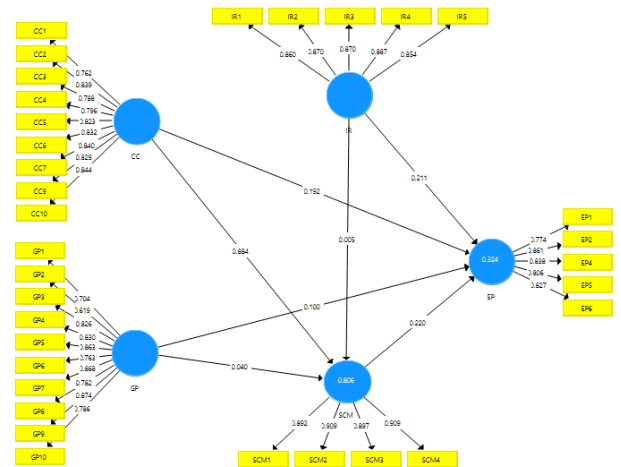 IR1 IR2 IR3 IR4 IR5
0.860 0.870 0.870 0.887 0.854
IR
CC1
CC2
CC3
CC4
CC5
CC6
CC7
CC9
CC10
0.762
0.839
0.788
0.796
0.823
0.832
0.840
0.829
0.844
CC
0.192
0.211
0.884
0.005
0.100
0.040
0.220
GP1
GP2
GP3
GP4
GP5
GP6
GP7
GP8
GP9
GP10
0.704
0.619
0.826
0.830
0.863
0.763
0.868
0.782
0.874
0.786
GP
0.324
EP
0.774
0.861
0.838
0.806
0.827
EP1
EP2
EP4
EP5
EP6
0.806
SCM
0.892 0.909 0.897 0.909
SCM1 SCM2 SCM3 SCM4